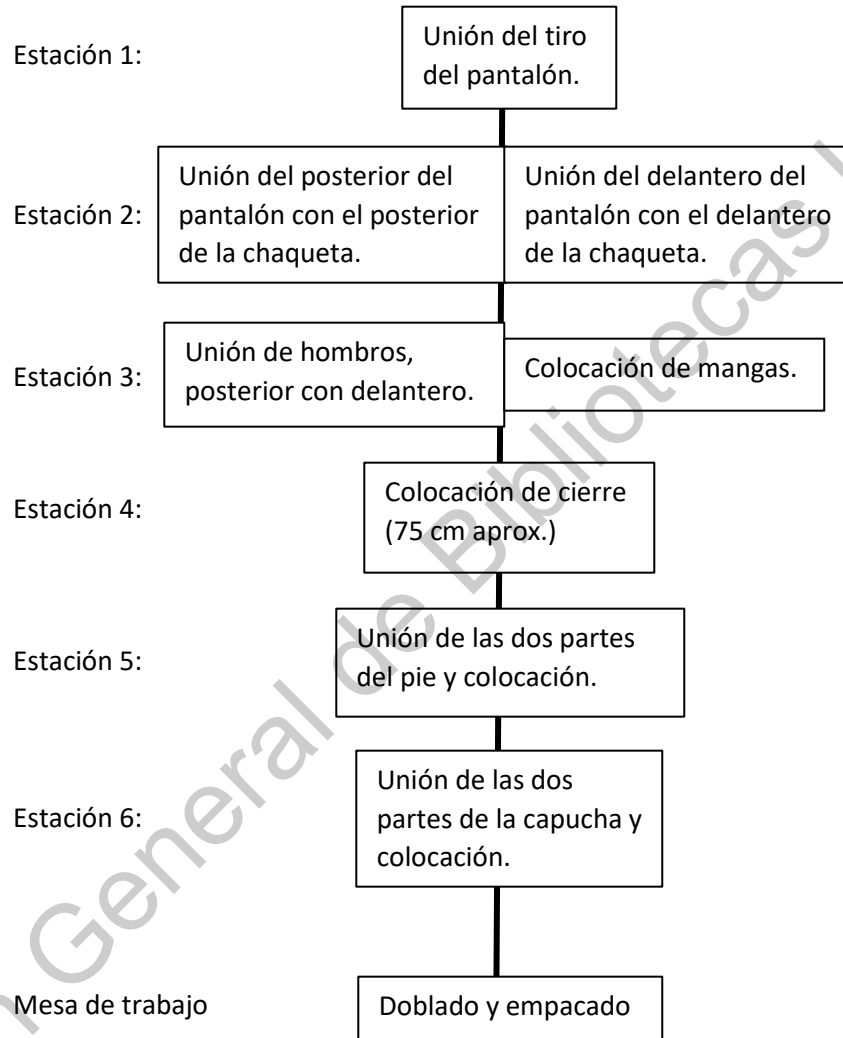 Estación 1:
Unión del tiro
del pantalón.
Estación 2:
Unión del posterior del
pantalón con el posterior
de la chaqueta.
Unión del delantero del
pantalón con el delantero
de la chaqueta.
Estación 3:
Unión de hombros,
posterior con delantero.
Colocación de mangas.
Estación 4:
Colocación de cierre
(75 cm aprox.)
Estación 5:
Unión de las dos partes
del pie y colocación.
Estación 6:
Unión de las dos
partes de la capucha y
colocación.
Mesa de trabajo
Doblado y empacado
General de Bibliotecas